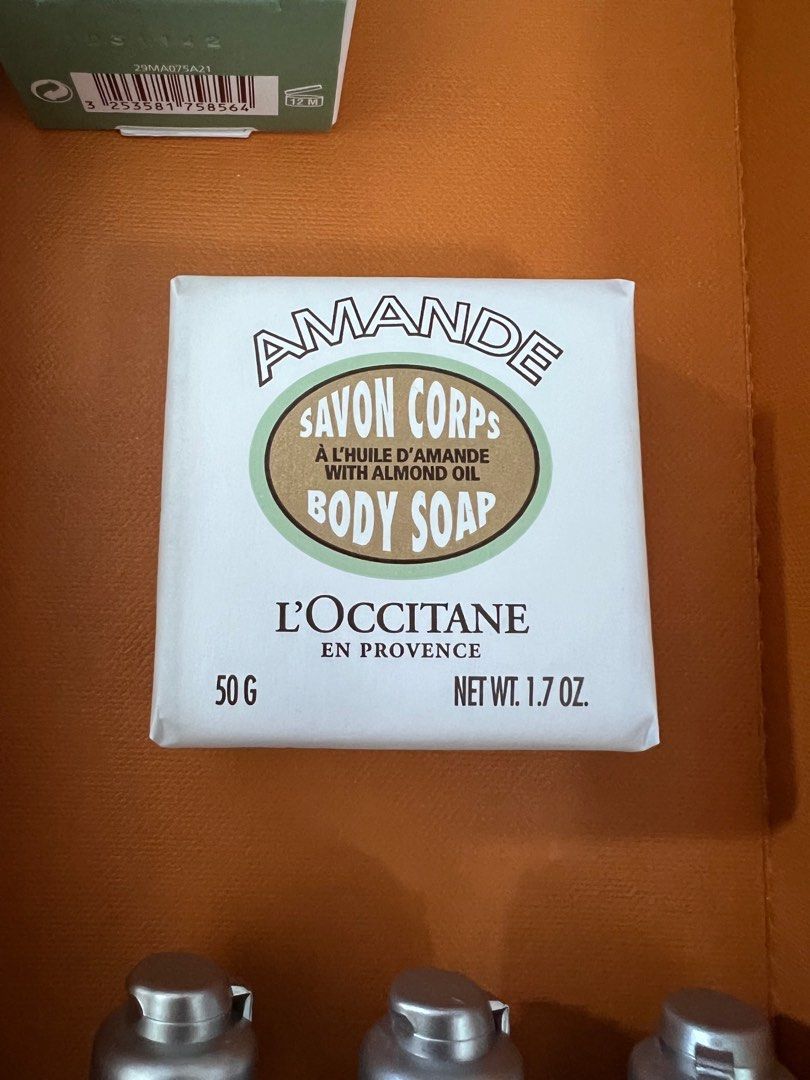 29MA075A21
3 253581 758564
12 M
AMANDE
SAVON CORPS
À L'HUILE D'AMANDE
WITH ALMOND OIL
BODY SOAP
L'OCCITANE
EN PROVENCE
50 G NET WT. 1.7 OZ.